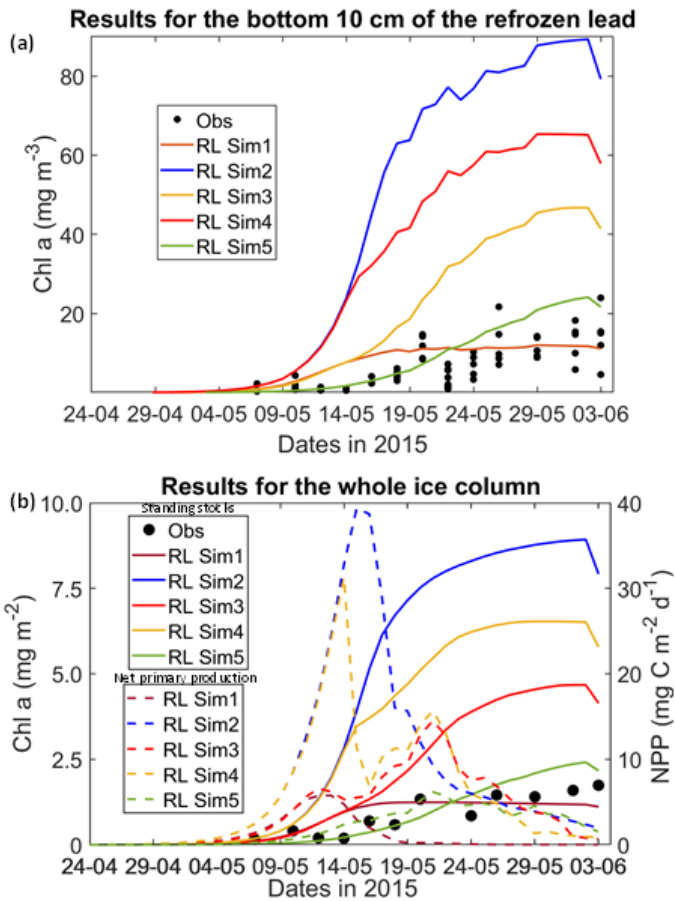 Results for the bottom 10 cm of the refrozen lead
(a)
80
60
40
20
Chl a (mg m-3)
Obs
RL Sim1
RL Sim2
RL Sim3
RL Sim4
RL Sim5
24-04 29-04 04-05 09-05 14-05 19-05 24-05 29-05 03-06
Dates in 2015
(b)
Results for the whole ice column
10.0
7.5
5.0
2.5
0
Chl a (mg m-2)
Standing stocks
Obs
RL Sim1
RL Sim2
RL Sim3
RL Sim4
RL Sim5
Net primary production
RL Sim1
RL Sim2
RL Sim3
RL Sim4
RL Sim5
40
30
20
10
0
NPP (mg C m-2 d-1)
24-04 29-04 04-05 09-05 14-05 19-05 24-05 29-05 03-06
Dates in 2015